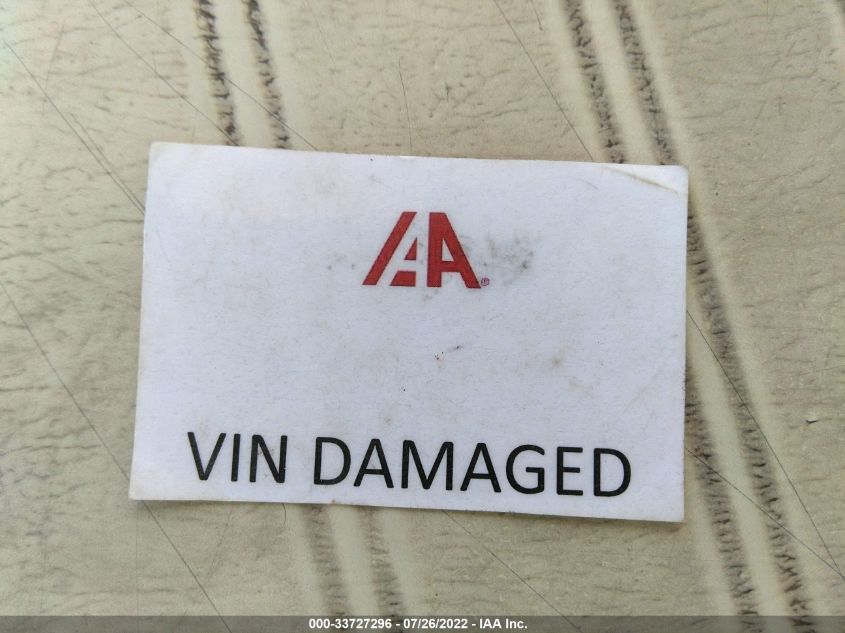 IAA®
VIN DAMAGED
000-33727296 - 07/26/2022 - IAA Inc.